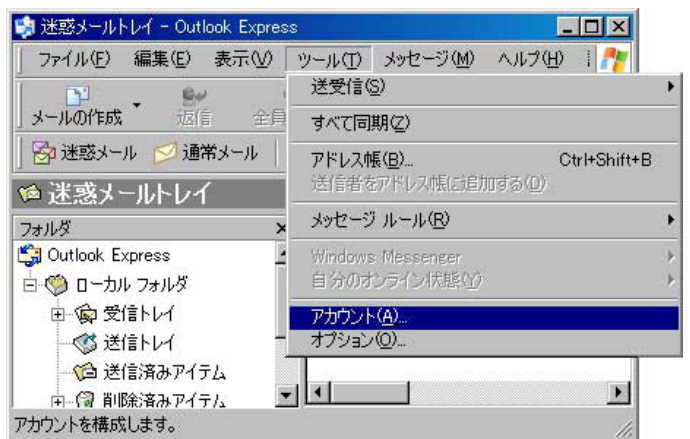 迷惑メールトレイ - Outlook Express
ファイル(F) 編集(E) 表示(V) ツール(T) メッセージ(M) ヘルプ(H)
メールの作成 返信 全員
迷惑メール 通常メール
迷惑メールトレイ
フォルダ ×
Outlook Express
ローカル フォルダ
受信トレイ
送信トレイ
送信済みアイテム
削除済みアイテム
送受信(S)
すべて同期(Z)
アドレス帳(B)... Ctrl+Shift+B
送信者をアドレス帳に追加する(D)
メッセージ ルール(R)
Windows Messenger
自分のオンライン状態(Y)
アカウント(A)...
オプション(O)...
アカウントを構成します。